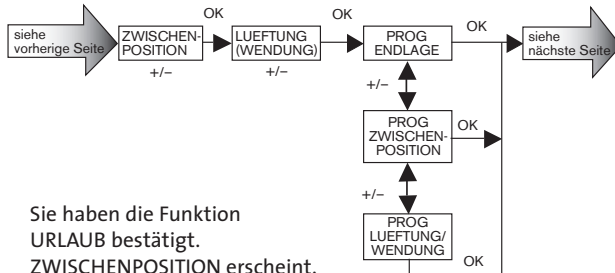 OK
OK
OK
siehe
vorherige Seite
ZWISCHEN-
POSITION
LUEFTUNG
(WENDUNG)
PROG
ENDLAGE
siehe
nächste Seite
+/–
+/–
+/–
PROG
ZWISCHEN-
POSITION
OK
+/–
PROG
LUEFTUNG/
WENDUNG
OK
Sie haben die Funktion
URLAUB bestätigt.
ZWISCHENPOSITION erscheint.